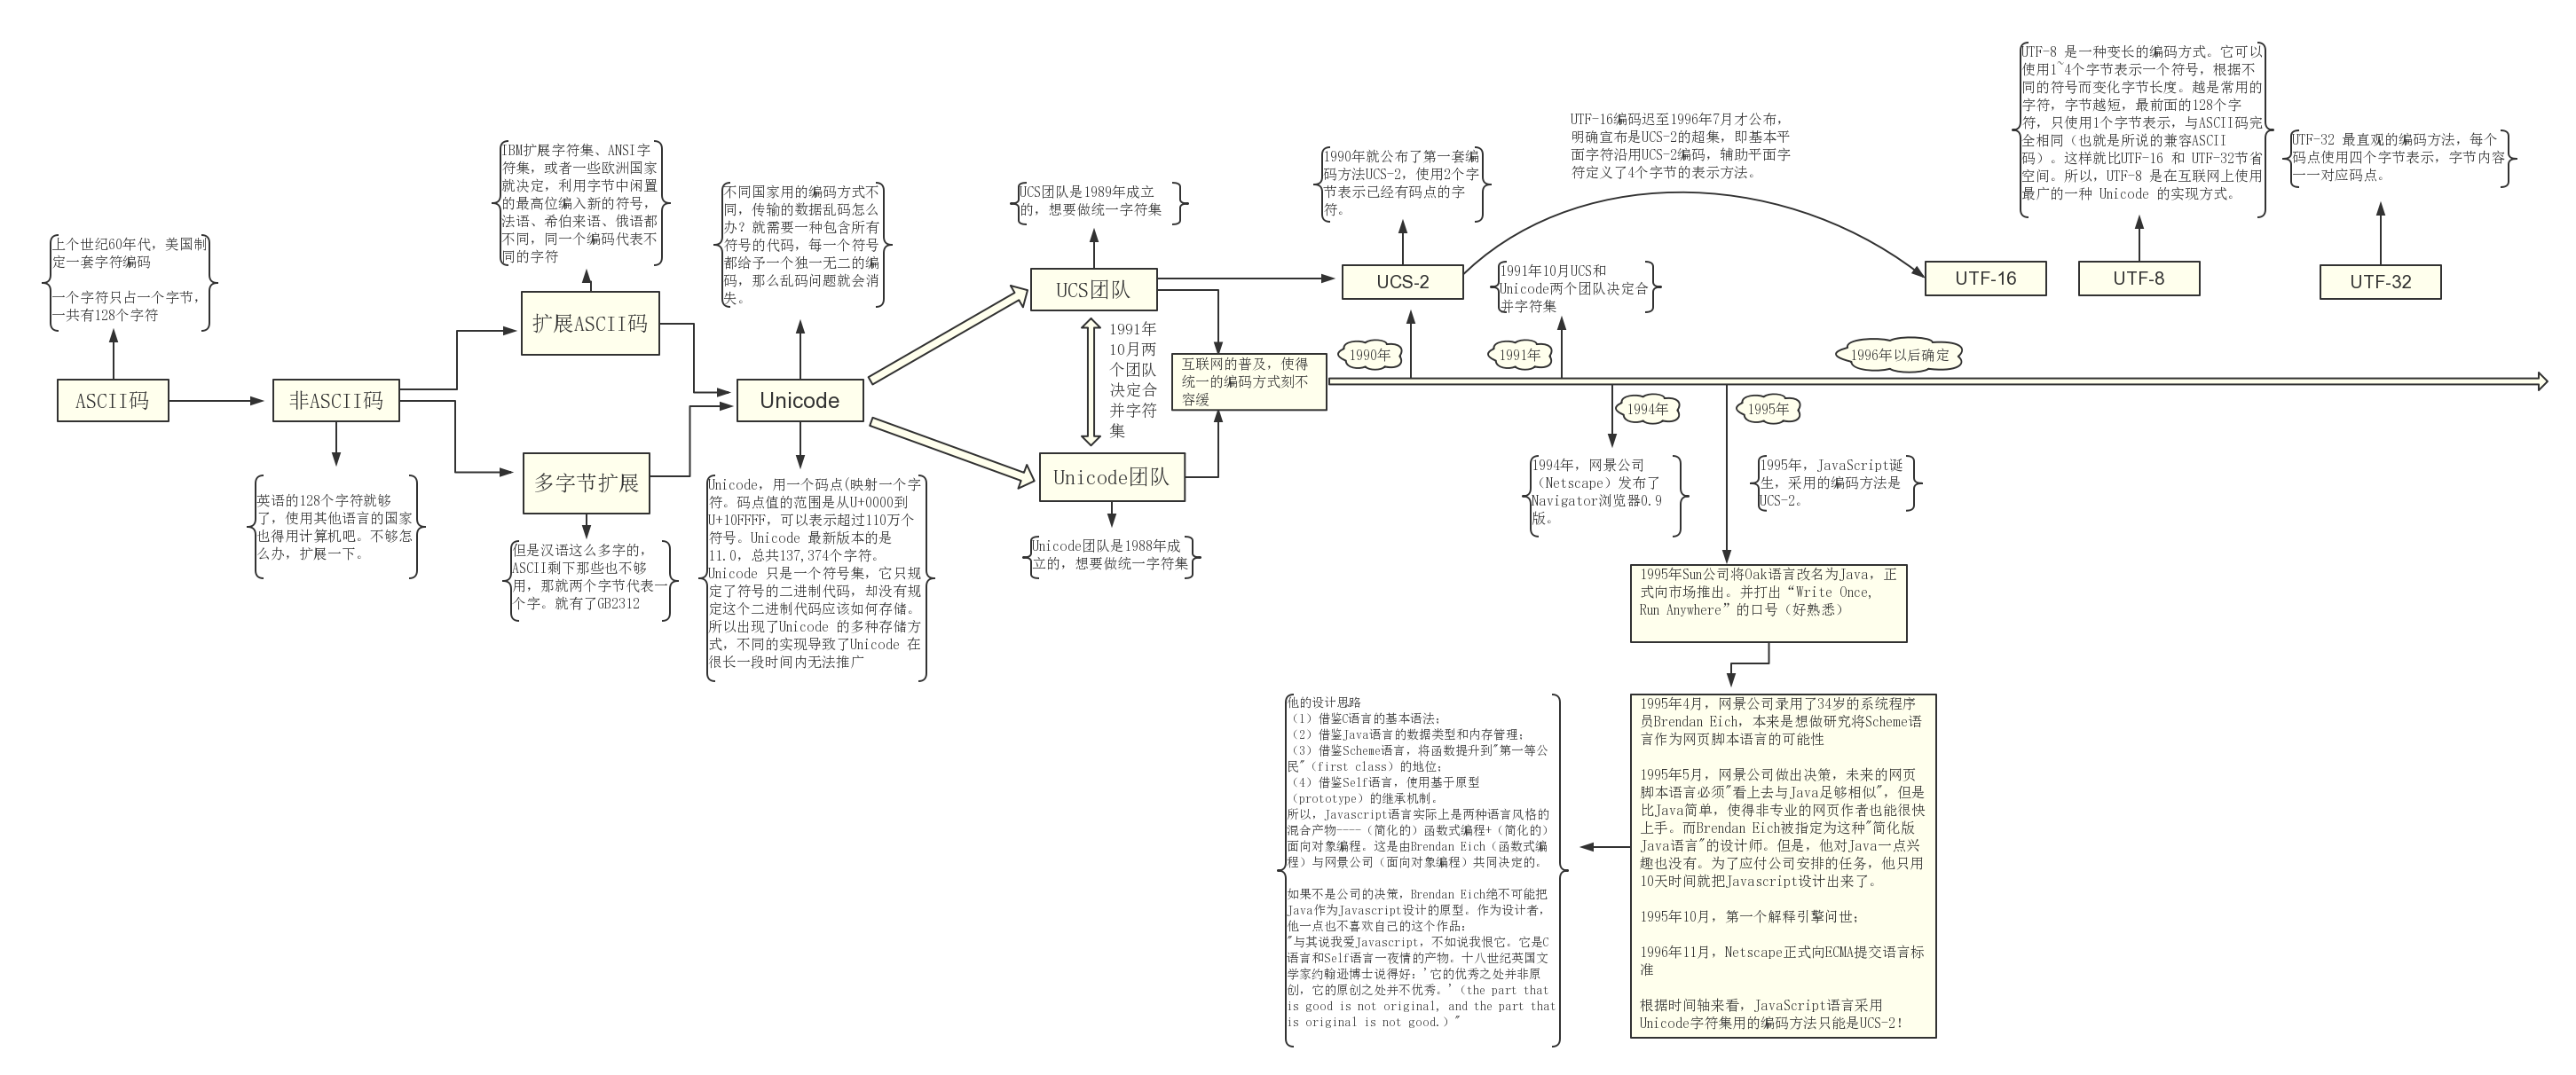 上个世纪60年代，美国制
定一套字符编码
一个字符只占一个字节，
一共有128个字符
ASCII码
非ASCII码
英语的128个字符就够
了，使用其他语言的国家
也得用计算机吧。不够怎
么办，扩展一下。
IBM扩展字符集、ANSI字
符集，或者一些欧洲国家
就决定，利用字节中闲置
的最高位编入新的符号，
法语、希伯来语、俄语都
不同，同一个编码代表不
同的字符
扩展ASCII码
多字节扩展
但是汉语这么多字的，
ASCII剩下那些也不够
用，那就两个字节代表一
个字。就有了GB2312
不同国家用的编码方式不
同，传输的数据乱码怎么
办？就需要一种包含所有
符号的代码，每一个符号
都给予一个独一无二的编
码，那么乱码问题就会消
失。
Unicode
Unicode，用一个码点(映射一个字
符。码点值的范围是从U+0000到
U+10FFFF，可以表示超过110万个
符号。Unicode 最新版本的是
11.0，总共137,374个字符。
Unicode 只是一个符号集，它只规
定了符号的二进制代码，却没有规
定这个二进制代码应该如何存储。
所以出现了Unicode 的多种存储方
式，不同的实现导致了Unicode 在
很长一段时间内无法推广
UCS团队是1989年成立
的，想要做统一字符集
UCS团队
1991年
10月两
个团队
决定合
并字符
集
Unicode团队
Unicode团队是1988年成
立的，想要做统一字符集
互联网的普及，使得
统一的编码方式刻不
容缓
1990年就公布了第一套编
码方法UCS-2，使用2个字
节表示已经有码点的字
符。
UCS-2
1990年
1991年10月UCS和
Unicode两个团队决定合
并字符集
1991年
UTF-16编码迟至1996年7月才公布，
明确宣布是UCS-2的超集，即基本平
面字符沿用UCS-2编码，辅助平面字
符定义了4个字节的表示方法。
UTF-16
UTF-8 是一种变长的编码方式。它可以
使用1~4个字节表示一个符号，根据不
同的符号而变化字节长度。越是常用的
字符，字节越短，最前面的128个字
符，只使用1个字节表示，与ASCII码完
全相同（也就是所说的兼容ASCII
码）。这样就比UTF-16 和 UTF-32节省
空间。所以，UTF-8 是在互联网上使用
最广的一种 Unicode 的实现方式。
UTF-8
UTF-32 最直观的编码方法，每个
码点使用四个字节表示，字节内容
一一对应码点。
UTF-32
1996年以后确定
1994年
1994年，网景公司
（Netscape）发布了
Navigator浏览器0.9
版。
1995年
1995年，JavaScript诞
生，采用的编码方法是
UCS-2。
1995年Sun公司将Oak语言改名为Java，正
式向市场推出。并打出“Write Once,
Run Anywhere”的口号（好熟悉）
1995年4月，网景公司录用了34岁的系统程序
员Brendan Eich，本来是想做研究将Scheme语
言作为网页脚本语言的可能性
1995年5月，网景公司做出决策，未来的网页
脚本语言必须"看上去与Java足够相似"，但是
比Java简单，使得非专业的网页作者也能很快
上手。而Brendan Eich被指定为这种"简化版
Java语言"的设计师。但是，他对Java一点兴
趣也没有。为了应付公司安排的任务，他只用
10天时间就把Javascript设计出来了。
1995年10月，第一个解释引擎问世；
1996年11月，Netscape正式向ECMA提交语言标
准
根据时间轴来看，JavaScript语言采用
Unicode字符集用的编码方法只能是UCS-2！
他的设计思路
（1）借鉴C语言的基本语法；
（2）借鉴Java语言的数据类型和内存管理；
（3）借鉴Scheme语言，将函数提升到"第一等公
民"（first class）的地位；
（4）借鉴Self语言，使用基于原型
（prototype）的继承机制。
所以，Javascript语言实际上是两种语言风格的
混合产物----（简化的）函数式编程+（简化的）
面向对象编程。这是由Brendan Eich（函数式编
程）与网景公司（面向对象编程）共同决定的。
如果不是公司的决策，Brendan Eich绝不可能把
Java作为Javascript设计的原型。作为设计者，
他一点也不喜欢自己的这个作品：
"与其说我爱Javascript，不如说我恨它。它是C
语言和Self语言一夜情的产物。十八世纪英国文
学家约翰逊博士说得好：'它的优秀之处并非原
创，它的原创之处并不优秀。'（the part that
is good is not original, and the part that
is original is not good.）"